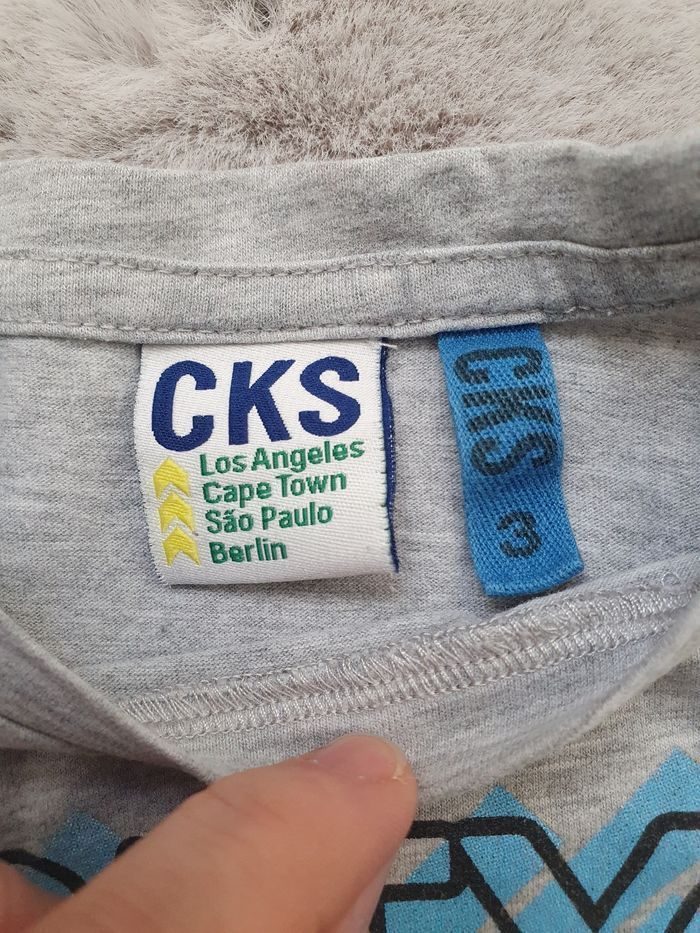 CKS
Los Angeles
Cape Town
São Paulo
Berlin
CKS
3